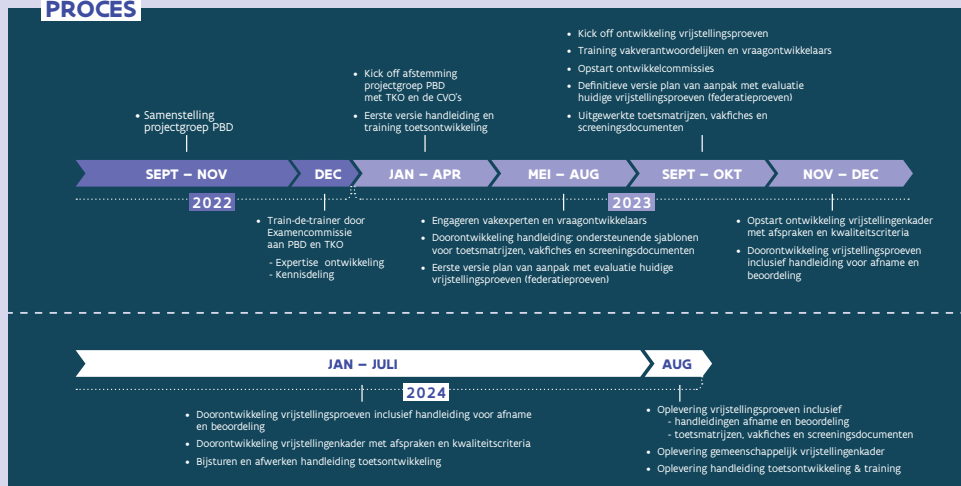 PROCES
• Kick off ontwikkeling vrijstellingsproeven
• Training vakverantwoordelijken en vraagontwikkelaars
• Opstart ontwikkelcommissies
• Definitieve versie plan van aanpak met evaluatie
huidige vrijstellingsproeven (federatieproeven)
• Uitgewerkte toetsmatrijzen, vakfiches en
screeningsdocumenten
• Kick off afstemming
projectgroep PBD
met TKO en de CVO's
• Eerste versie handleiding en
training toetsontwikkeling
• Samenstelling
projectgroep PBD
SEPT – NOV
DEC
JAN – APR
MEI – AUG
SEPT – OKT
NOV – DEC
2022
2023
• Train-de-trainer door
Examencommissie
aan PBD en TKO
- Expertise ontwikkeling
- Kennisdeling
• Engageren vakexperten en vraagontwikkelaars
• Doorontwikkeling handleiding: ondersteunende sjablonen
voor toetsmatrijzen, vakfiches en screeningsdocumenten
• Eerste versie plan van aanpak met evaluatie huidige
vrijstellingsproeven (federatieproeven)
• Opstart ontwikkeling vrijstellingenkader
met afspraken en kwaliteitscriteria
• Doorontwikkeling vrijstellingsproeven
inclusief handleiding voor afname en
beoordeling
JAN – JULI
AUG
2024
• Doorontwikkeling vrijstellingsproeven inclusief handleiding voor afname
en beoordeling
• Doorontwikkeling vrijstellingenkader met afspraken en kwaliteitscriteria
• Bijsturen en afwerken handleiding toetsontwikkeling
• Oplevering vrijstellingsproeven inclusief
- handleidingen afname en beoordeling
- toetsmatrijzen, vakfiches en screeningsdocumenten
• Oplevering gemeenschappelijk vrijstellingenkader
• Oplevering handleiding toetsontwikkeling & training